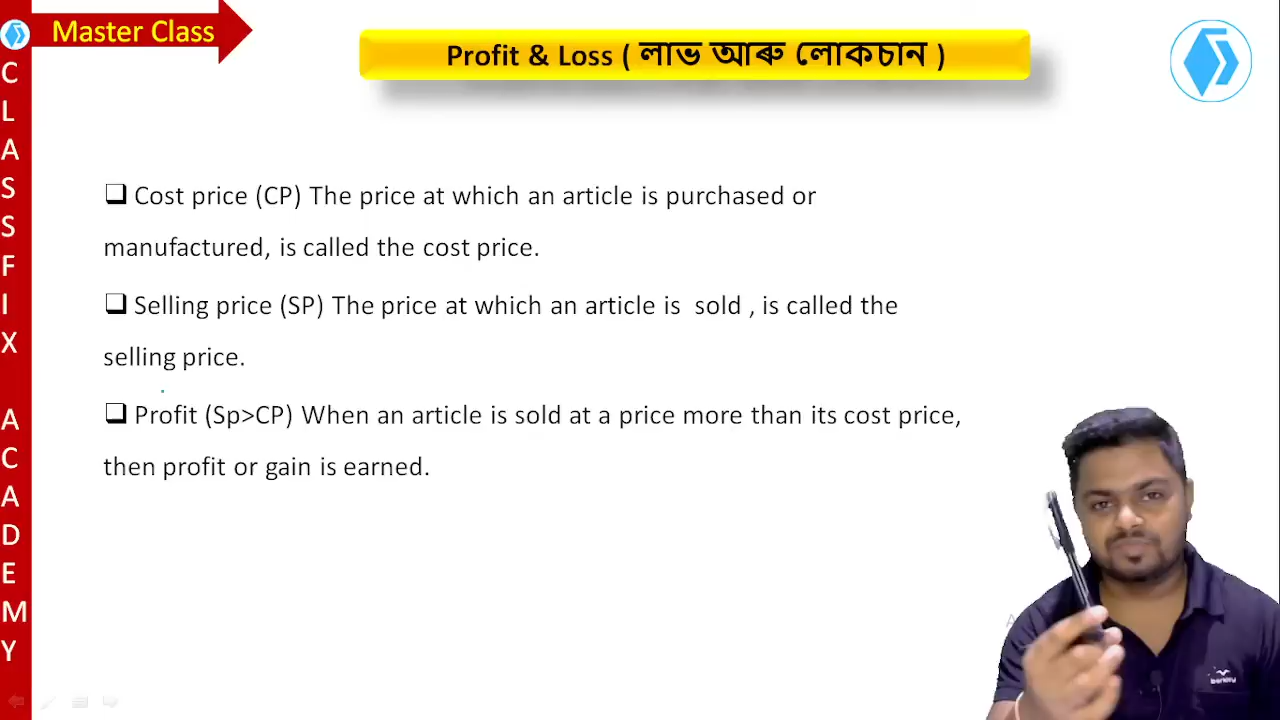 Master Class
Profit & Loss ( লাভ আৰু লোকচান )
CLASSFIX ACADEMY
❑ Cost price (CP) The price at which an article is purchased or
manufactured, is called the cost price.
❑ Selling price (SP) The price at which an article is  sold , is called the
selling price.
❑ Profit (Sp>CP) When an article is sold at a price more than its cost price,
then profit or gain is earned.